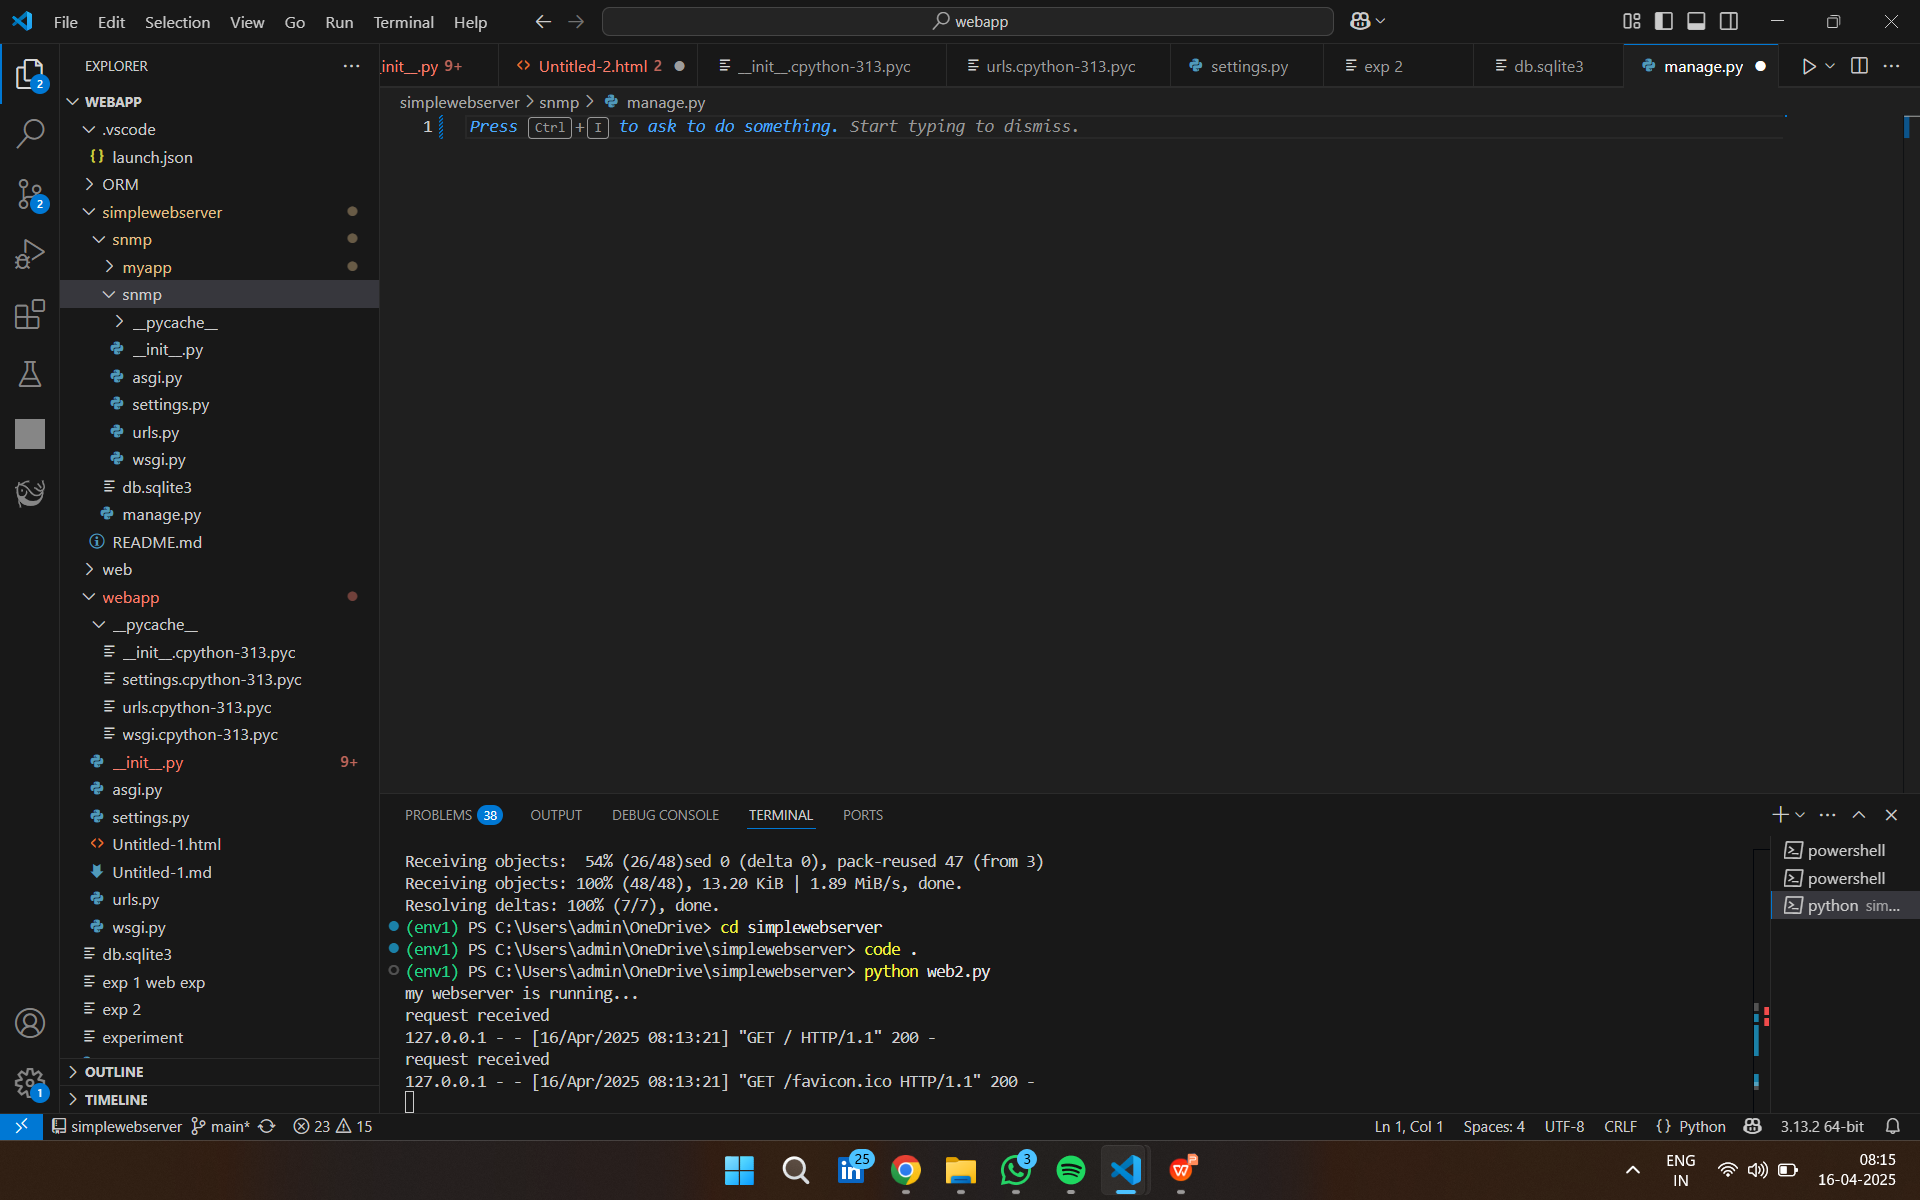 File Edit Selection View Go Run Terminal Help
webapp
EXPLORER
init__.py 9+
Untitled-2.html 2
__init__.cpython-313.pyc
urls.cpython-313.pyc
settings.py
exp 2
db.sqlite3
manage.py
simplewebserver > snmp > manage.py
1 Press Ctrl+I to ask to do something. Start typing to dismiss.
WEBAPP
.vscode
launch.json
ORM
simplewebserver
snmp
myapp
snmp
__pycache__
__init__.py
asgi.py
settings.py
urls.py
wsgi.py
db.sqlite3
manage.py
README.md
web
webapp
__pycache__
__init__.cpython-313.pyc
settings.cpython-313.pyc
urls.cpython-313.pyc
wsgi.cpython-313.pyc
__init__.py 9+
asgi.py
settings.py
Untitled-1.html
Untitled-1.md
urls.py
wsgi.py
db.sqlite3
exp 1 web exp
exp 2
experiment
OUTLINE
TIMELINE
2
2
1
PROBLEMS 38 OUTPUT DEBUG CONSOLE TERMINAL PORTS
Receiving objects:  54% (26/48)sed 0 (delta 0), pack-reused 47 (from 3)
Receiving objects: 100% (48/48), 13.20 KiB | 1.89 MiB/s, done.
Resolving deltas: 100% (7/7), done.
(env1) PS C:\Users\admin\OneDrive> cd simplewebserver
(env1) PS C:\Users\admin\OneDrive\simplewebserver> code .
(env1) PS C:\Users\admin\OneDrive\simplewebserver> python web2.py
my webserver is running...
request received
127.0.0.1 - - [16/Apr/2025 08:13:21] "GET / HTTP/1.1" 200 -
request received
127.0.0.1 - - [16/Apr/2025 08:13:21] "GET /favicon.ico HTTP/1.1" 200 -
powershell
powershell
python sim...
simplewebserver main* 23 15
Ln 1, Col 1 Spaces: 4 UTF-8 CRLF {} Python 3.13.2 64-bit
25
3
ENG
IN
08:15
16-04-2025